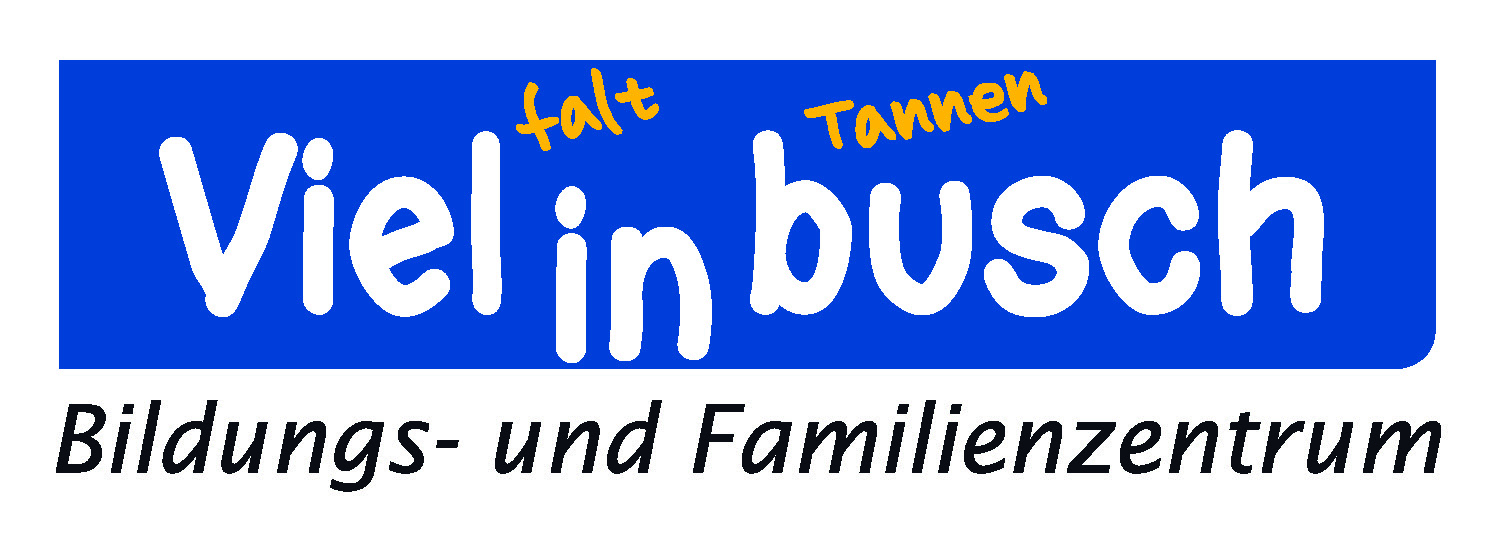 falt Tannen
Viel in busch
Bildungs- und Familienzentrum